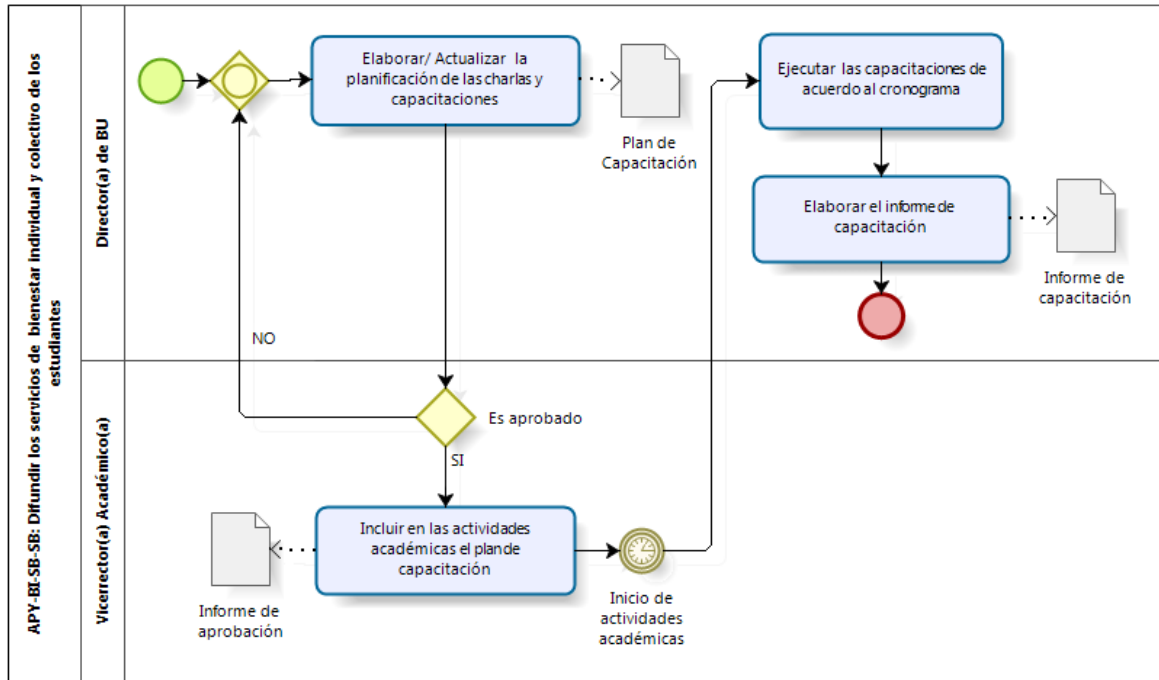 APY-BI-SB-SB: Difundir los servicios de bienestar individual y colectivo de los
estudiantes
Director(a) de BU
Elaborar/ Actualizar la
planificación de las charlas y
capacitaciones
Plan de
Capacitación
Ejecutar las capacitaciones de
acuerdo al cronograma
Elaborar el informe de
capacitación
Informe de
capacitación
NO
Vicerrector(a) Académico(a)
Es aprobado
SI
Incluir en las actividades
académicas el plan de
capacitación
Informe de
aprobación
Inicio de
actividades
académicas